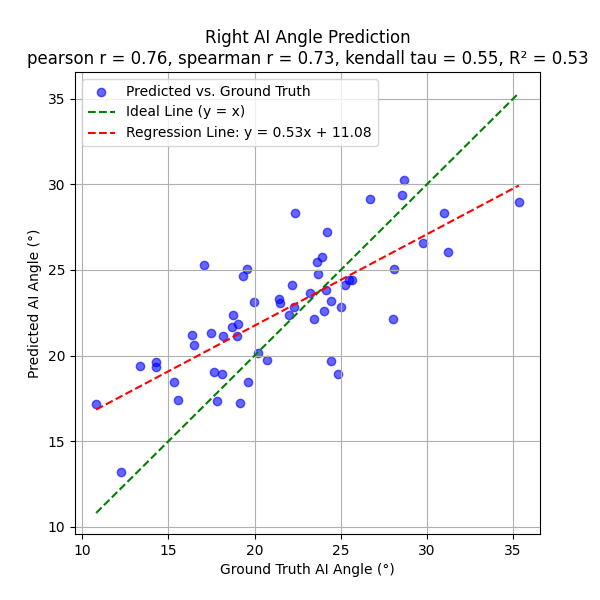 Right AI Angle Prediction
pearson r = 0.76, spearman r = 0.73, kendall tau = 0.55, R² = 0.53
Predicted vs. Ground Truth
Ideal Line (y = x)
Regression Line: y = 0.53x + 11.08
35
30
25
20
15
10
Predicted AI Angle (°)
10 15 20 25 30 35
Ground Truth AI Angle (°)